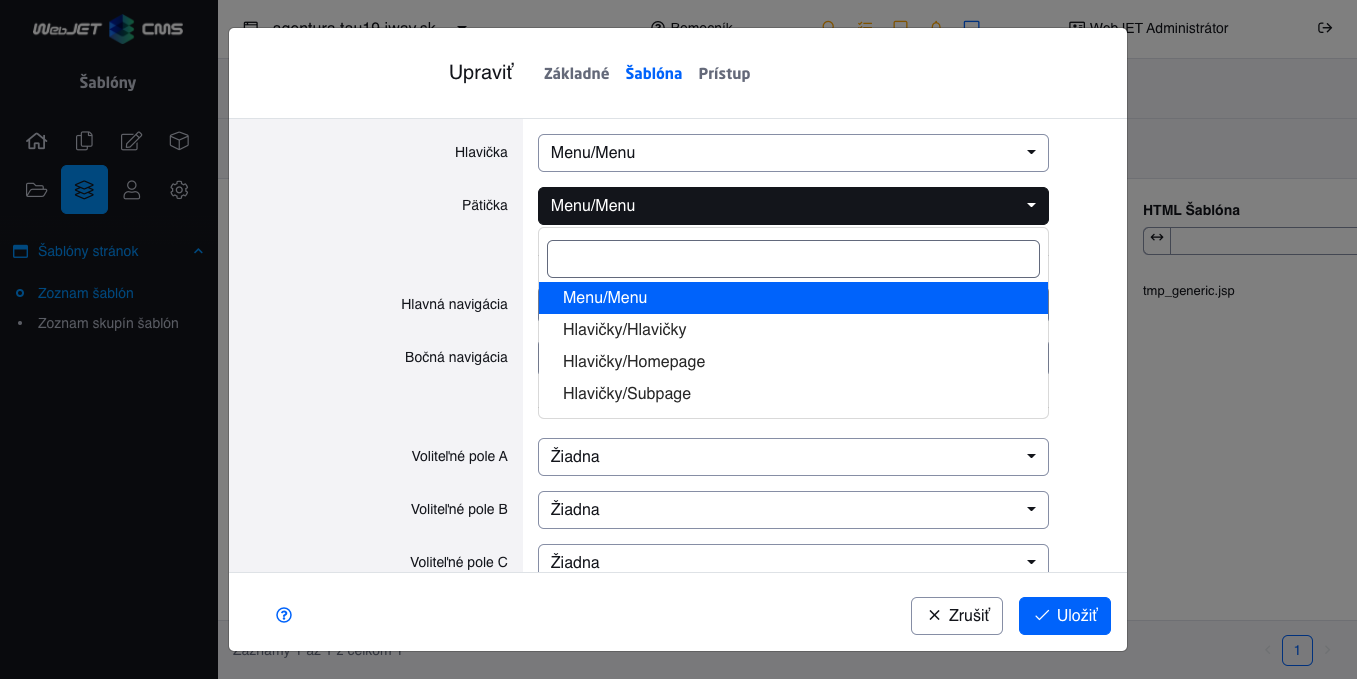 WebJET CMS
Šablóny
Šablóny stránok
Zoznam šablón
Zoznam skupín šablón
Pomocník
WebJET Administrátor
Upraviť
Základné
Šablóna
Prístup
Hlavička
Menu/Menu
Pätička
Menu/Menu
Menu/Menu
Hlavičky/Hlavičky
Hlavičky/Homepage
Hlavičky/Subpage
Hlavná navigácia
Bočná navigácia
Voliteľné pole A
Žiadna
Voliteľné pole B
Žiadna
Voliteľné pole C
Žiadna
Zrušiť
Uložiť
HTML Šablóna
tmp_generic.jsp
1